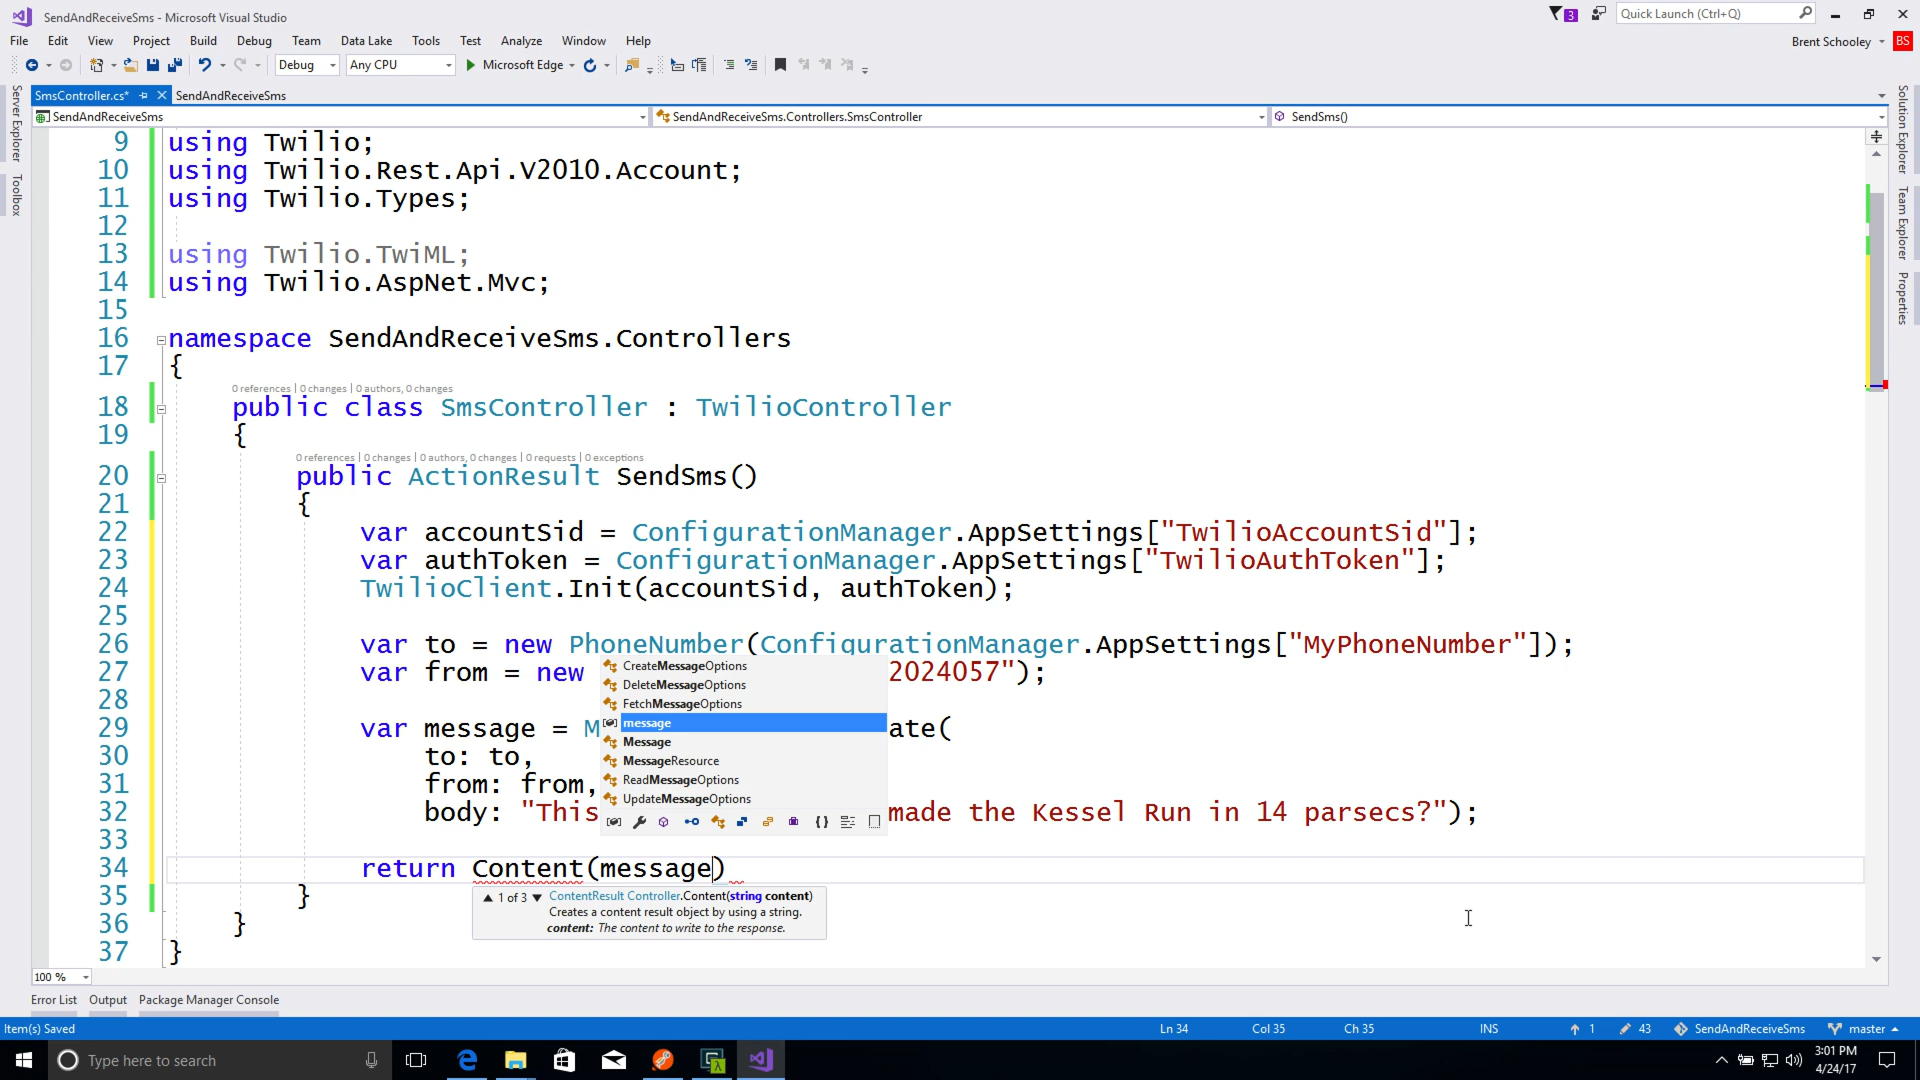 SendAndReceiveSms - Microsoft Visual Studio
3
Quick Launch (Ctrl+Q)
File Edit View Project Build Debug Team Data Lake Tools Test Analyze Window Help
Brent Schooley BS
Debug Any CPU Microsoft Edge
SmsController.cs* SendAndReceiveSms
SendAndReceiveSms SendAndReceiveSms.Controllers.SmsController SendSms()
Server Explorer
Toolbox
Solution Explorer
Team Explorer
Properties
9 using Twilio;
10 using Twilio.Rest.Api.V2010.Account;
11 using Twilio.Types;
12
13 using Twilio.TwiML;
14 using Twilio.AspNet.Mvc;
15
16 namespace SendAndReceiveSms.Controllers
17 {
0 references | 0 changes | 0 authors, 0 changes
18 public class SmsController : TwilioController
19 {
0 references | 0 changes | 0 authors, 0 changes | 0 requests | 0 exceptions
20 public ActionResult SendSms()
21 {
22 var accountSid = ConfigurationManager.AppSettings["TwilioAccountSid"];
23 var authToken = ConfigurationManager.AppSettings["TwilioAuthToken"];
24 TwilioClient.Init(accountSid, authToken);
25
26 var to = new PhoneNumber(ConfigurationManager.AppSettings["MyPhoneNumber"]);
27 var from = new 2024057");
28
29 var message = M ate(
30 to: to,
31 from: from,
32 body: "This made the Kessel Run in 14 parsecs?");
33
34 return Content(message)
35 }
36 }
37 }
CreateMessageOptions
DeleteMessageOptions
FetchMessageOptions
message
Message
MessageResource
ReadMessageOptions
UpdateMessageOptions
1 of 3 ContentResult Controller.Content(string content)
Creates a content result object by using a string.
content: The content to write to the response.
100 %
Error List Output Package Manager Console
Item(s) Saved Ln 34 Col 35 Ch 35 INS 1 43 SendAndReceiveSms master
Type here to search
3:01 PM
4/24/17